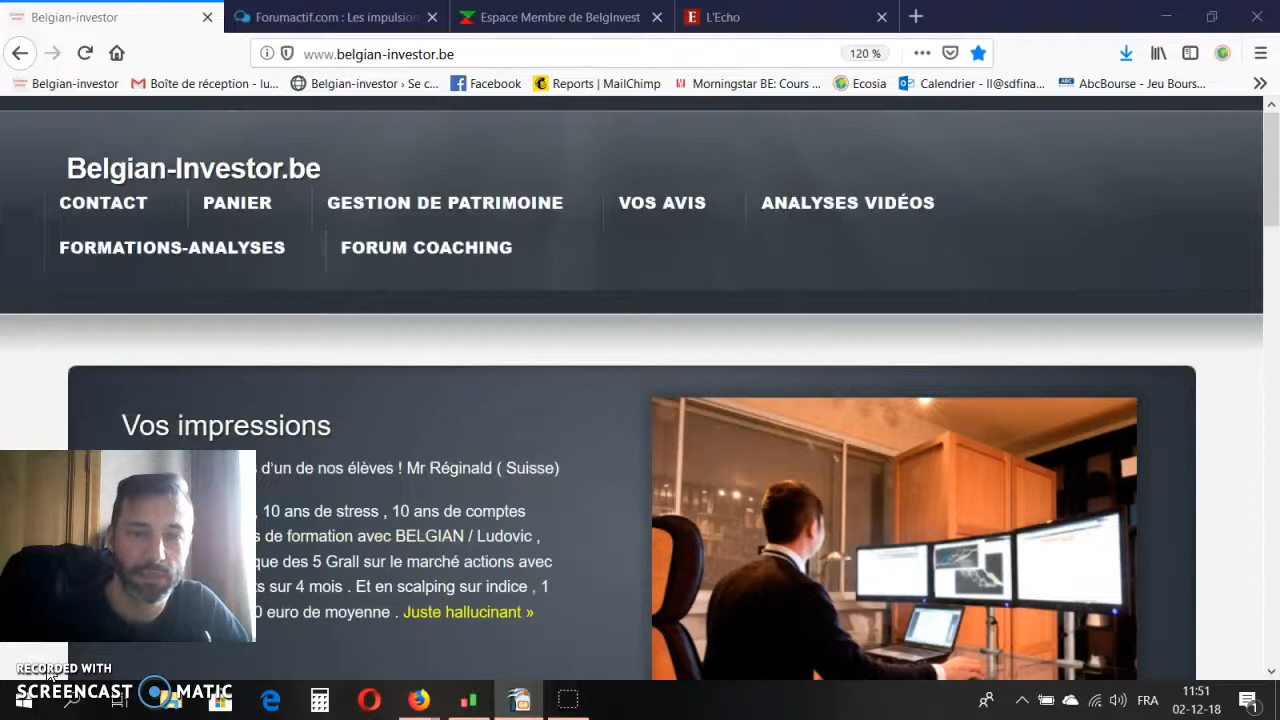 Belgian-investor
Forumactif.com : Les impulsion
Espace Membre de BelgInvest
L'Echo
www.belgian-investor.be
120 %
Belgian-investor
Boîte de réception - lu...
Belgian-investor › Se c...
Facebook
Reports | MailChimp
Morningstar BE: Cours ...
Ecosia
Calendrier - ll@sdfina...
AbcBourse - Jeu Bours...
Belgian-Investor.be
CONTACT
PANIER
GESTION DE PATRIMOINE
VOS AVIS
ANALYSES VIDÉOS
FORMATIONS-ANALYSES
FORUM COACHING
Vos impressions
d'un de nos élèves ! Mr Réginald ( Suisse)
, 10 ans de stress , 10 ans de comptes
de formation avec BELGIAN / Ludovic ,
que des 5 Grall sur le marché actions avec
sur 4 mois . Et en scalping sur indice , 1
0 euro de moyenne . Juste hallucinant »
RECORDED WITH
SCREENCAST MATIC
FRA
11:51
02-12-18